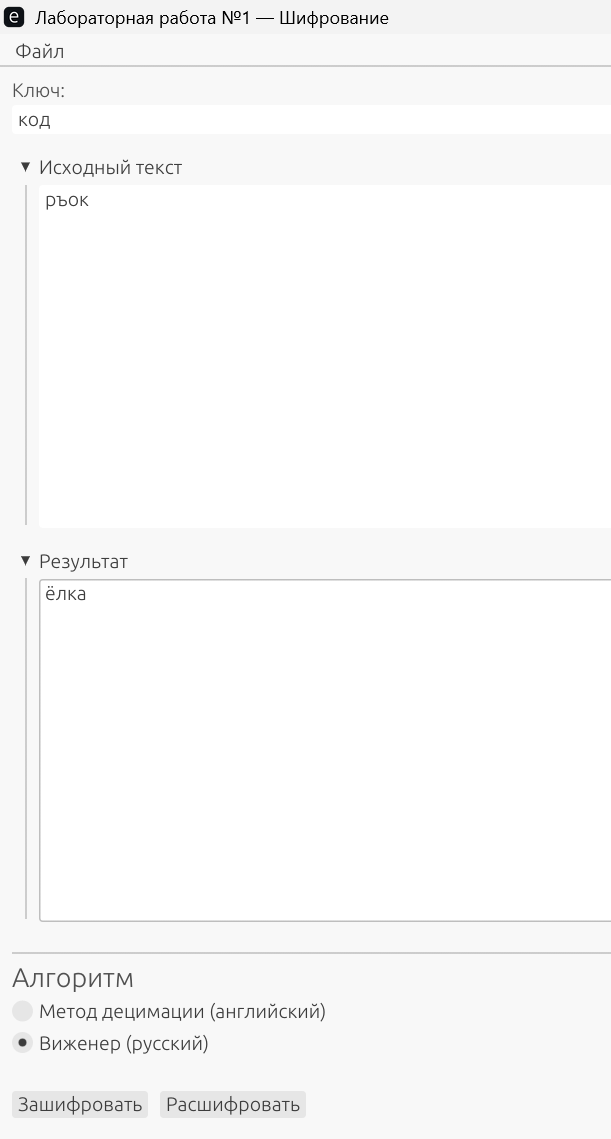 e Лабораторная работа №1 — Шифрование
Файл
Ключ:
код
▼ Исходный текст
ръок
▼ Результат
ёлка
Алгоритм
Метод децимации (английский)
Виженер (русский)
Зашифровать Расшифровать